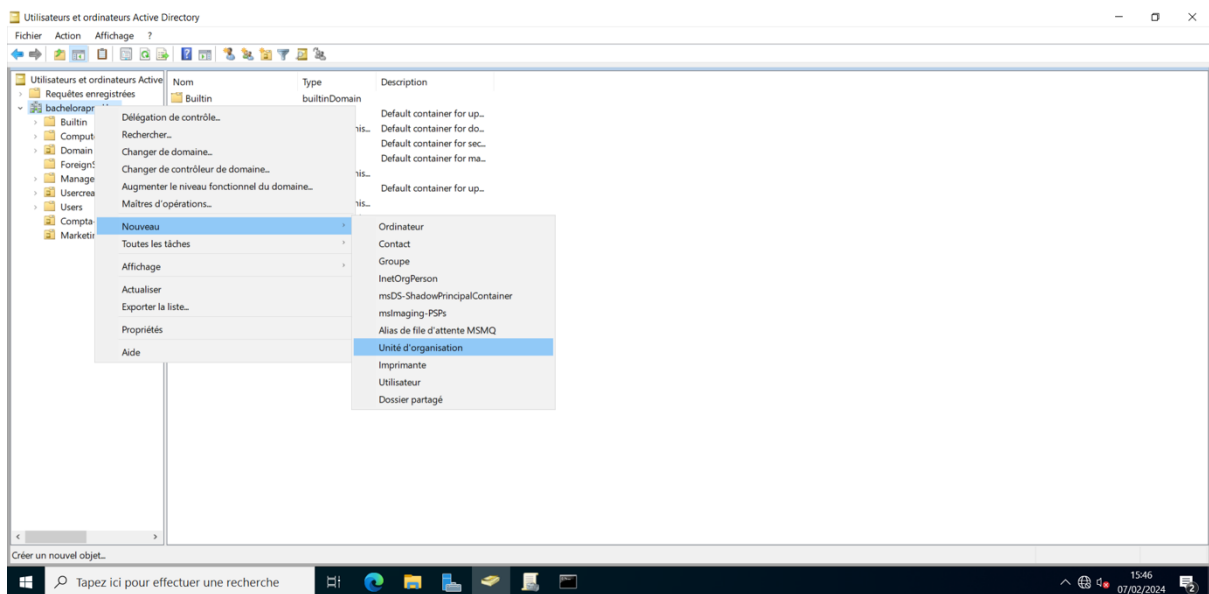 Utilisateurs et ordinateurs Active Directory
Fichier Action Affichage ?
Utilisateurs et ordinateurs Active
Requêtes enregistrées
Builtin
Domain
Users
Nom Type Description
Builtin builtinDomain
Default container for up...
Default container for do...
Default container for sec...
Default container for ma...
Default container for up...
Délégation de contrôle...
Rechercher...
Changer de domaine...
Changer de contrôleur de domaine...
Augmenter le niveau fonctionnel du domaine...
Maîtres d'opérations...
Nouveau
Toutes les tâches
Affichage
Actualiser
Exporter la liste...
Propriétés
Aide
Ordinateur
Contact
Groupe
InetOrgPerson
msDS-ShadowPrincipalContainer
msImaging-PSPs
Alias de file d'attente MSMQ
Unité d'organisation
Imprimante
Utilisateur
Dossier partagé
Créer un nouvel objet...
Tapez ici pour effectuer une recherche
15:46
07/02/2024
2